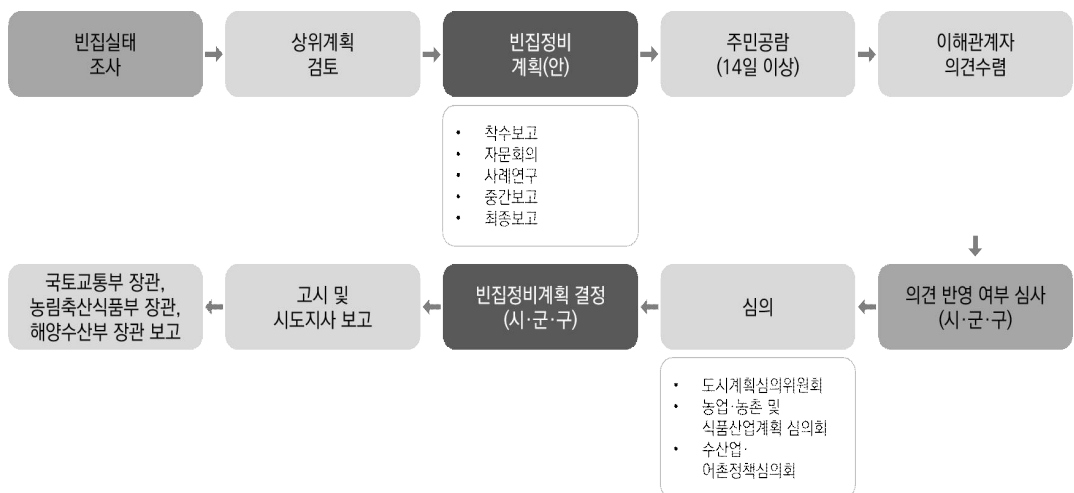 빈집실태
조사
상위계획
검토
빈집정비
계획(안)
주민공람
(14일 이상)
이해관계자
의견수렴
• 착수보고
• 자문회의
• 사례연구
• 중간보고
• 최종보고
국토교통부 장관,
농림축산식품부 장관,
해양수산부 장관 보고
고시 및
시도지사 보고
빈집정비계획 결정
(시·군·구)
심의
의견 반영 여부 심사
(시·군·구)
• 도시계획심의위원회
• 농업·농촌 및
식품산업계획 심의회
• 수산업·
어촌정책심의회